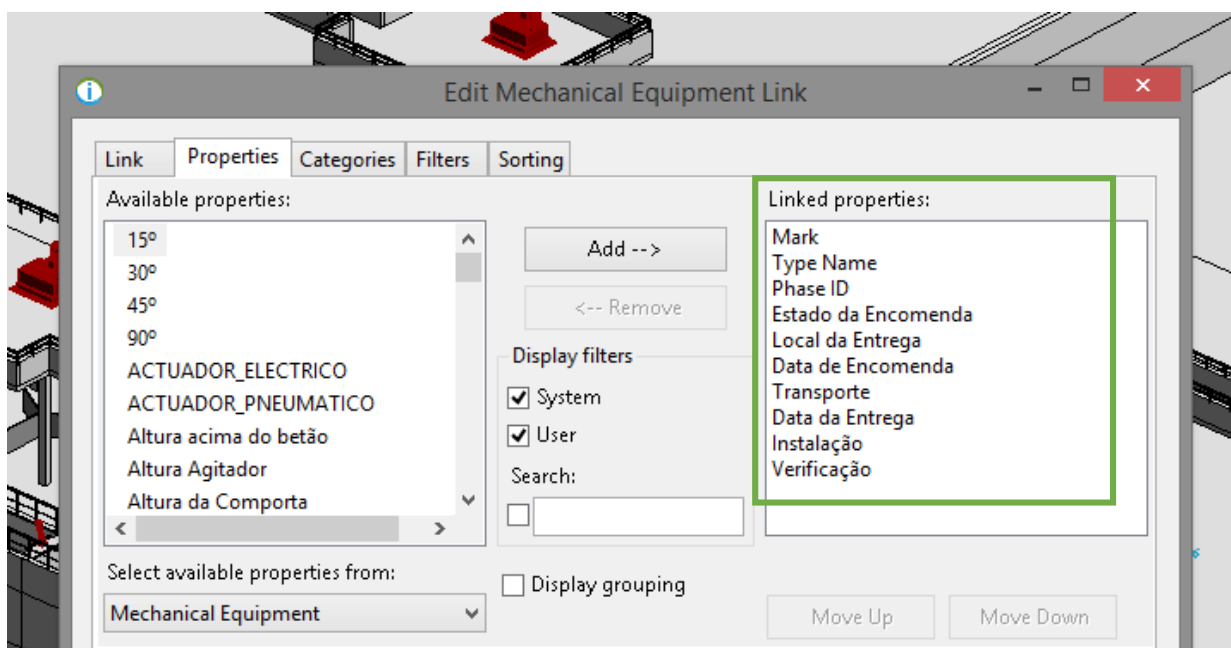 Edit Mechanical Equipment Link
Link Properties Categories Filters Sorting
Available properties:
15º
30º
45º
90º
ACTUADOR_ELECTRICO
ACTUADOR_PNEUMATICO
Altura acima do betão
Altura Agitador
Altura da Comporta
Select available properties from:
Mechanical Equipment
Add -->
<-- Remove
Display filters
System
User
Search:
Display grouping
Linked properties:
Mark
Type Name
Phase ID
Estado da Encomenda
Local da Entrega
Data de Encomenda
Transporte
Data da Entrega
Instalação
Verificação
Move Up Move Down